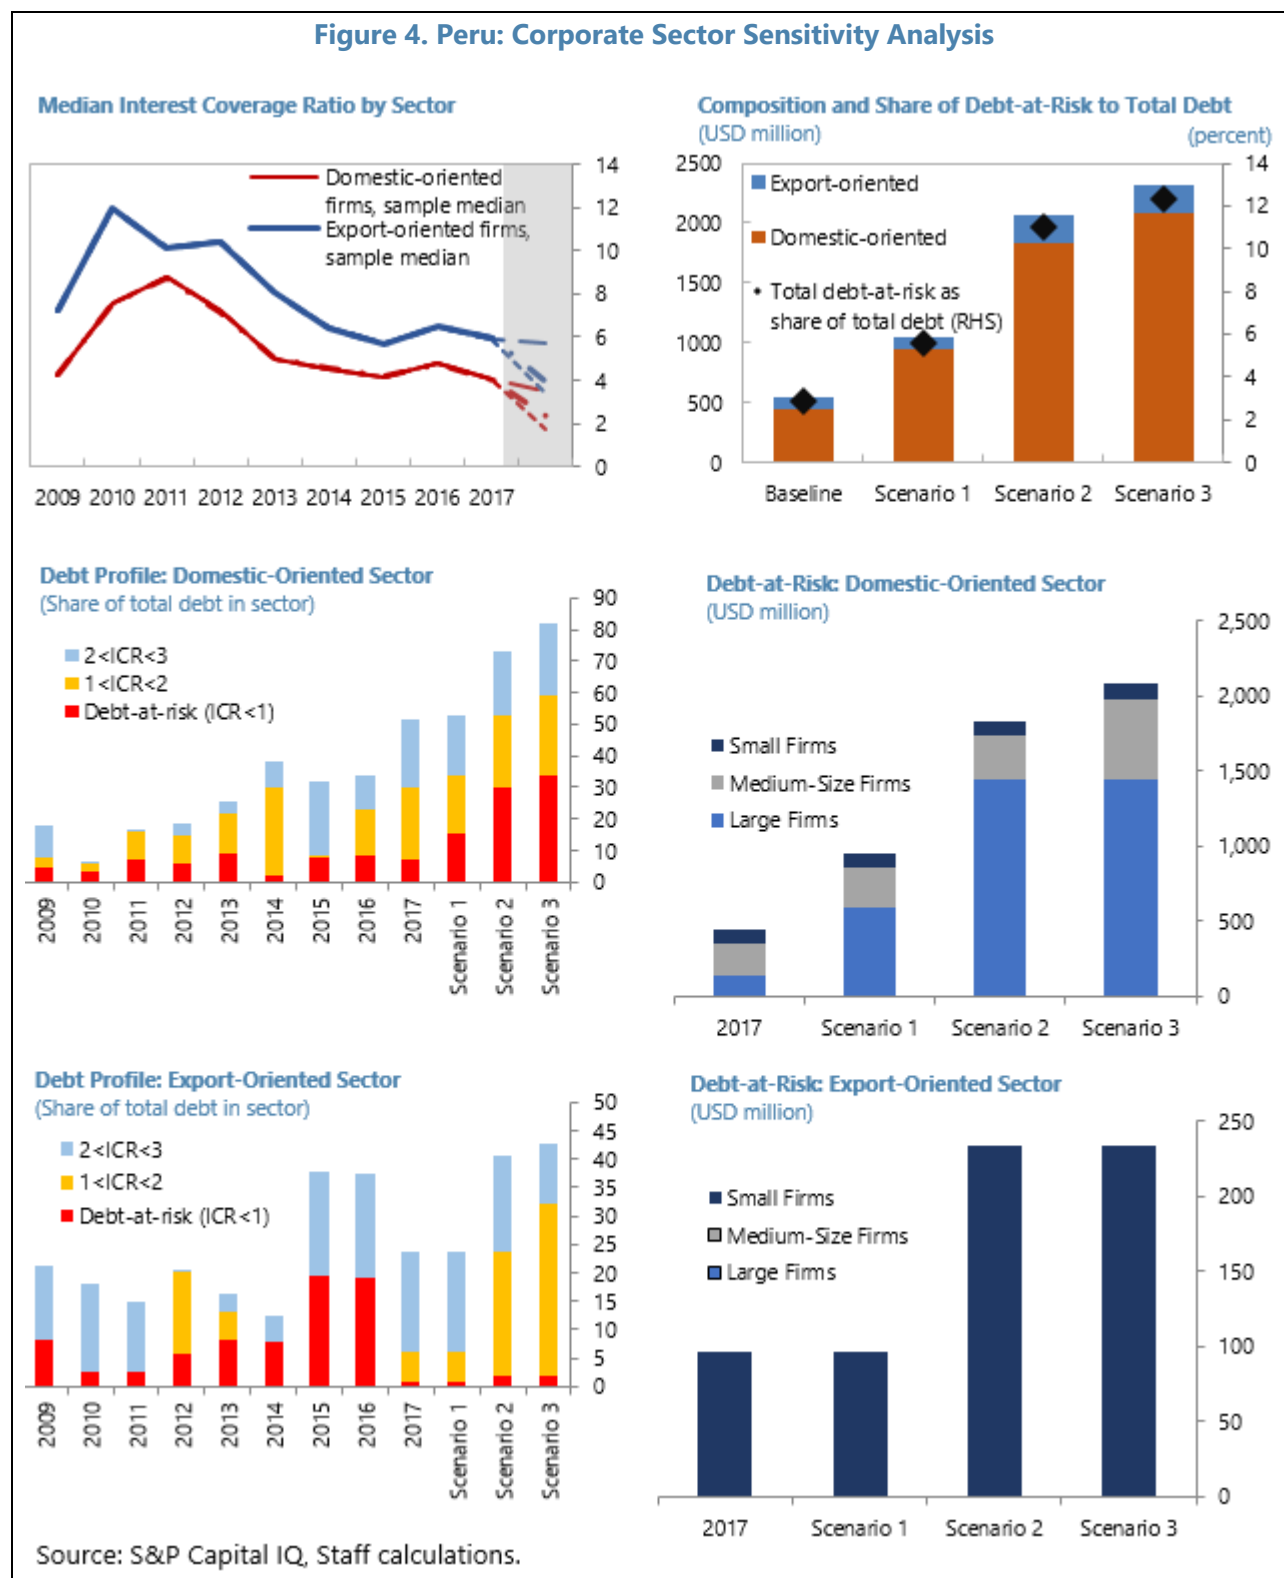 Figure 4. Peru: Corporate Sector Sensitivity Analysis
Median Interest Coverage Ratio by Sector
Domestic-oriented
firms, sample median
Export-oriented firms,
sample median
14
12
10
8
6
4
2
0
2009 2010 2011 2012 2013 2014 2015 2016 2017
Composition and Share of Debt-at-Risk to Total Debt
(USD million)
(percent)
2500
2000
1500
1000
500
0
Export-oriented
Domestic-oriented
Total debt-at-risk as
share of total debt (RHS)
14
12
10
8
6
4
2
0
Baseline Scenario 1 Scenario 2 Scenario 3
Debt Profile: Domestic-Oriented Sector
(Share of total debt in sector)
2<ICR<3
1<ICR<2
Debt-at-risk (ICR<1)
90
80
70
60
50
40
30
20
10
0
2009
2010
2011
2012
2013
2014
2015
2016
2017
Scenario 1
Scenario 2
Scenario 3
Debt-at-Risk: Domestic-Oriented Sector
(USD million)
Small Firms
Medium-Size Firms
Large Firms
2,500
2,000
1,500
1,000
500
0
2017 Scenario 1 Scenario 2 Scenario 3
Debt Profile: Export-Oriented Sector
(Share of total debt in sector)
2<ICR<3
1<ICR<2
Debt-at-risk (ICR<1)
50
45
40
35
30
25
20
15
10
5
0
2009
2010
2011
2012
2013
2014
2015
2016
2017
Scenario 1
Scenario 2
Scenario 3
Debt-at-Risk: Export-Oriented Sector
(USD million)
Small Firms
Medium-Size Firms
Large Firms
250
200
150
100
50
0
2017 Scenario 1 Scenario 2 Scenario 3
Source: S&P Capital IQ, Staff calculations.